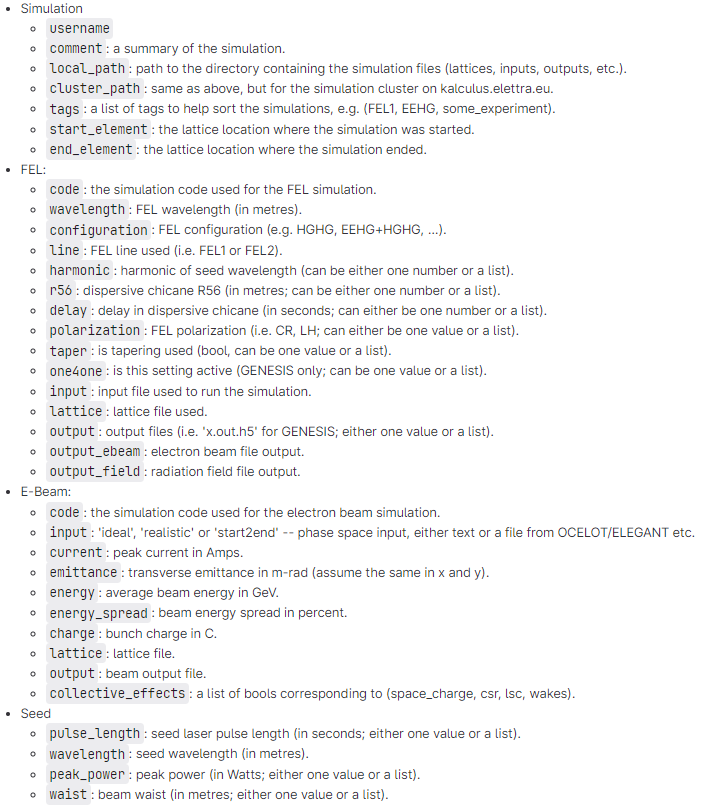 Simulation
username
comment : a summary of the simulation.
local_path : path to the directory containing the simulation files (lattices, inputs, outputs, etc.).
cluster_path : same as above, but for the simulation cluster on kalculus.elettra.eu.
tags : a list of tags to help sort the simulations, e.g. (FEL1, EEHG, some_experiment).
start_element : the lattice location where the simulation was started.
end_element : the lattice location where the simulation ended.
FEL:
code : the simulation code used for the FEL simulation.
wavelength : FEL wavelength (in metres).
configuration : FEL configuration (e.g. HGHG, EEHG+HGHG, ...).
line : FEL line used (i.e. FEL1 or FEL2).
harmonic : harmonic of seed wavelength (can be either one number or a list).
r56 : dispersive chicane R56 (in metres; can be either one number or a list).
delay : delay in dispersive chicane (in seconds; can either be one number or a list).
polarization : FEL polarization (i.e. CR, LH; can either be one value or a list).
taper : is tapering used (bool, can be one value or a list).
one4one : is this setting active (GENESIS only; can be one value or a list).
input : input file used to run the simulation.
lattice : lattice file used.
output : output files (i.e. 'x.out.h5' for GENESIS; either one value or a list).
output_ebeam : electron beam file output.
output_field : radiation field file output.
E-Beam:
code : the simulation code used for the electron beam simulation.
input : 'ideal', 'realistic' or 'start2end' -- phase space input, either text or a file from OCELOT/ELEGANT etc.
current : peak current in Amps.
emittance : transverse emittance in m-rad (assume the same in x and y).
energy : average beam energy in GeV.
energy_spread : beam energy spread in percent.
charge : bunch charge in C.
lattice : lattice file.
output : beam output file.
collective_effects : a list of bools corresponding to (space_charge, csr, lsc, wakes).
Seed
pulse_length : seed laser pulse length (in seconds; either one value or a list).
wavelength : seed wavelength (in metres).
peak_power : peak power (in Watts; either one value or a list).
waist : beam waist (in metres; either one value or a list).